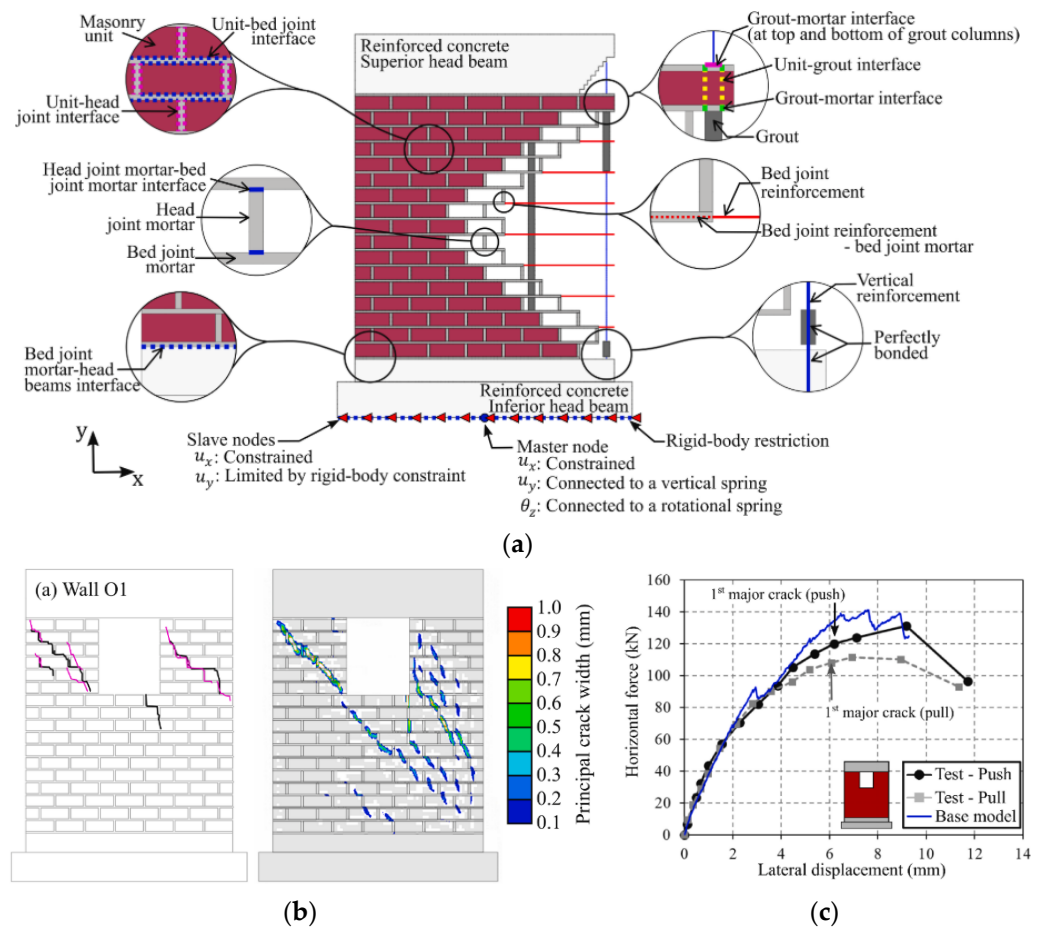 Masonry
unit
Unit-bed joint
interface
Unit-head
joint interface
Reinforced concrete
Superior head beam
Grout-mortar interface
(at top and bottom of grout columns)
Unit-grout interface
Grout-mortar interface
Grout
Head joint mortar-bed
joint mortar interface
Head
joint mortar
Bed joint
mortar
Bed joint
reinforcement
Bed joint reinforcement
- bed joint mortar
Vertical
reinforcement
Perfectly
bonded
Bed joint
mortar-head
beams interface
Reinforced concrete
Inferior head beam
y
x
Slave nodes
u_x: Constrained
u_y: Limited by rigid-body constraint
Master node
u_x: Constrained
u_y: Connected to a vertical spring
θ_z: Connected to a rotational spring
Rigid-body restriction
(a)
(a) Wall O1
1.0
0.9
0.8
0.7
0.6
0.5
0.4
0.3
0.2
0.1
Principal crack width (mm)
(b)
Horizontal force (kN)
160
140
120
100
80
60
40
20
0
1st major crack (push)
1st major crack (pull)
Test - Push
Test - Pull
Base model
0 2 4 6 8 10 12 14
Lateral displacement (mm)
(c)